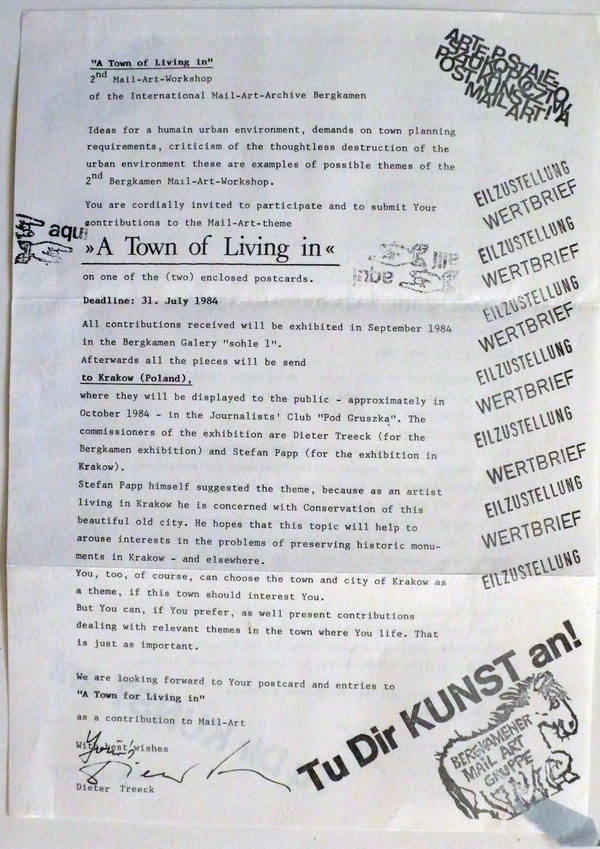 "A Town of Living in"
2nd Mail-Art-Workshop
of the International Mail-Art-Archive Bergkamen
Ideas for a humain urban environment, demands on town planning
requirements, criticism of the thoughtless destruction of the
urban environment these are examples of possible themes of the
2nd Bergkamen Mail-Art-Workshop.
You are cordially invited to participate and to submit Your
contributions to the Mail-Art-theme
aqui
»A Town of Living in«
aqui
on one of the (two) enclosed postcards.
Deadline: 31. July 1984
All contributions received will be exhibited in September 1984
in the Bergkamen Galery "sohle 1".
Afterwards all the pieces will be send
to Krakow (Poland),
where they will be displayed to the public - approximately in
October 1984 - in the Journalists' Club "Pod Gruszka". The
commissioners of the exhibition are Dieter Treeck (for the
Bergkamen exhibition) and Stefan Papp (for the exhibition in
Krakow).
Stefan Papp himself suggested the theme, because as an artist
living in Krakow he is concerned with Conservation of this
beautiful old city. He hopes that this topic will help to
arouse interests in the problems of preserving historic monu-
ments in Krakow - and elsewhere.
You, too, of course, can choose the town and city of Krakow as
a theme, if this town should interest You.
But You can, if You prefer, as well present contributions
dealing with relevant themes in the town where You life. That
is just as important.
We are looking forward to Your postcard and entries to
"A Town for Living in"
as a contribution to Mail-Art
With best wishes
Dieter Treeck
ARTE POSTALE
POST KUNST!
MAIL ART!
EILZUSTELLUNG
WERTBRIEF
EILZUSTELLUNG
WERTBRIEF
EILZUSTELLUNG
WERTBRIEF
EILZUSTELLUNG
WERTBRIEF
EILZUSTELLUNG
WERTBRIEF
EILZUSTELLUNG
WERTBRIEF
EILZUSTELLUNG
Tu Dir KUNST an!
BERGKAMENER
MAIL ART
GRUPPE